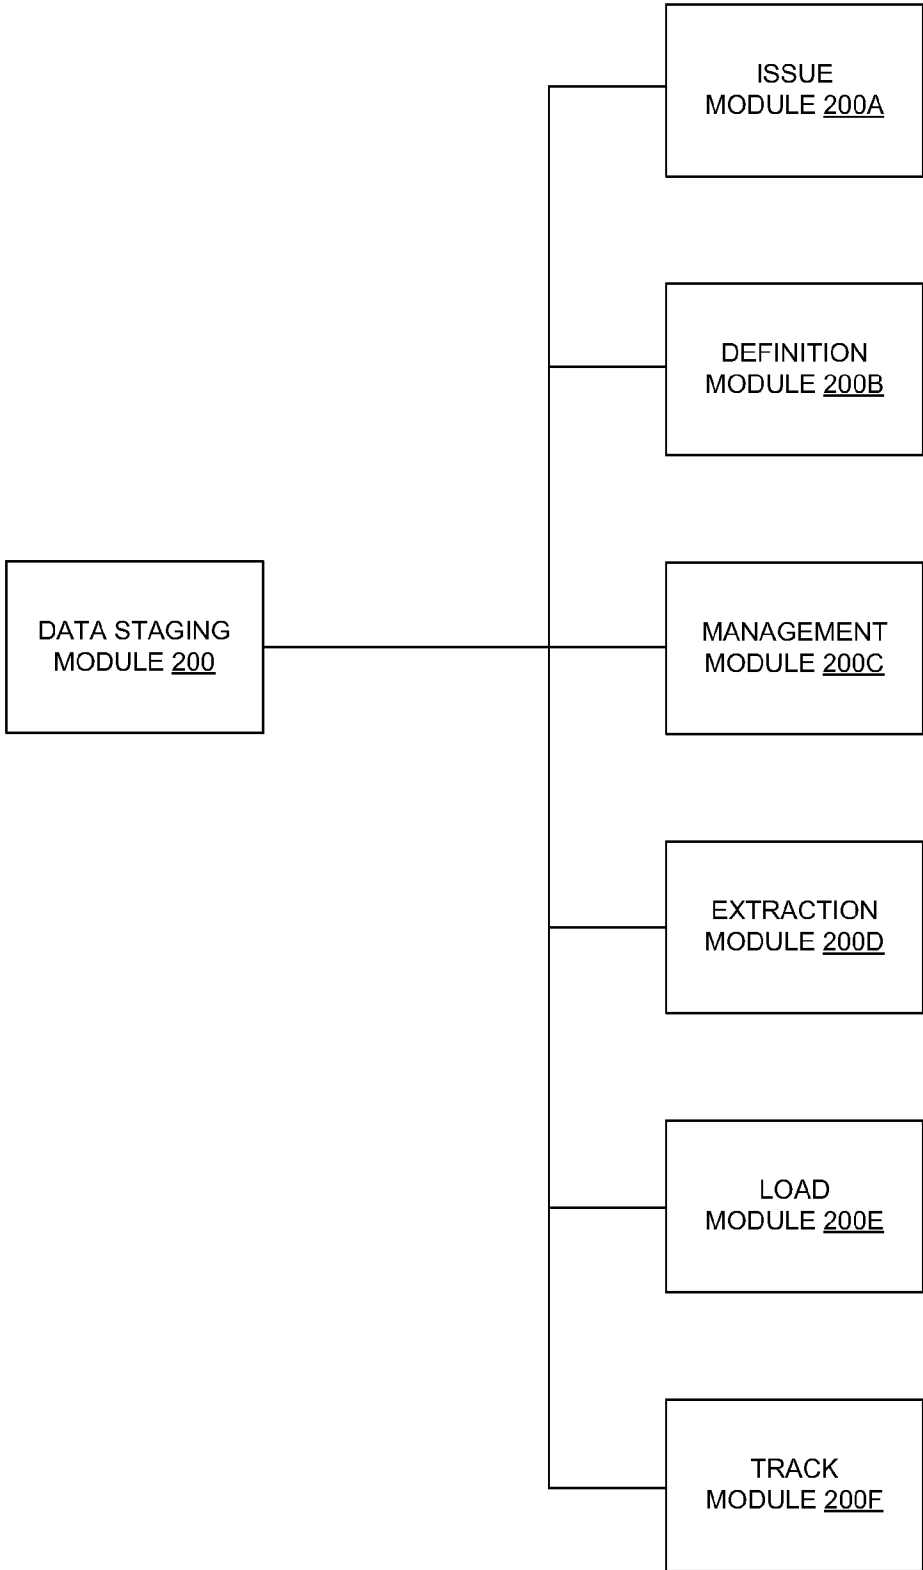 ISSUE
MODULE 200A
DEFINITION
MODULE 200B
DATA STAGING
MODULE 200
MANAGEMENT
MODULE 200C
EXTRACTION
MODULE 200D
LOAD
MODULE 200E
TRACK
MODULE 200F